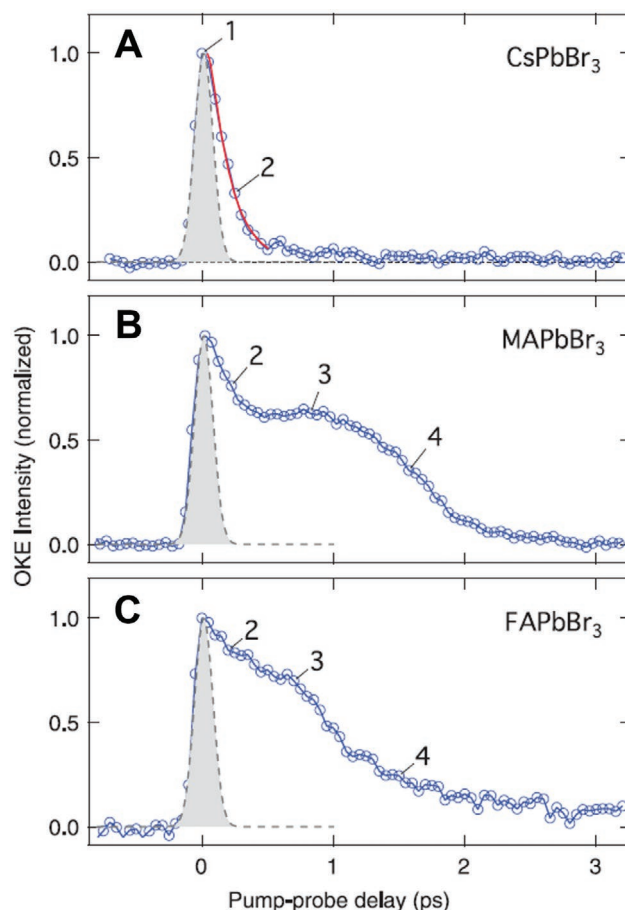 A
1
CsPbBr3
1.0
2
0.5
0.0
B
MAPbBr3
1.0
2
3
0.5
4
0.0
OKE Intensity (normalized)
C
FAPbBr3
1.0
2
3
0.5
4
0.0
0 1 2 3
Pump-probe delay (ps)